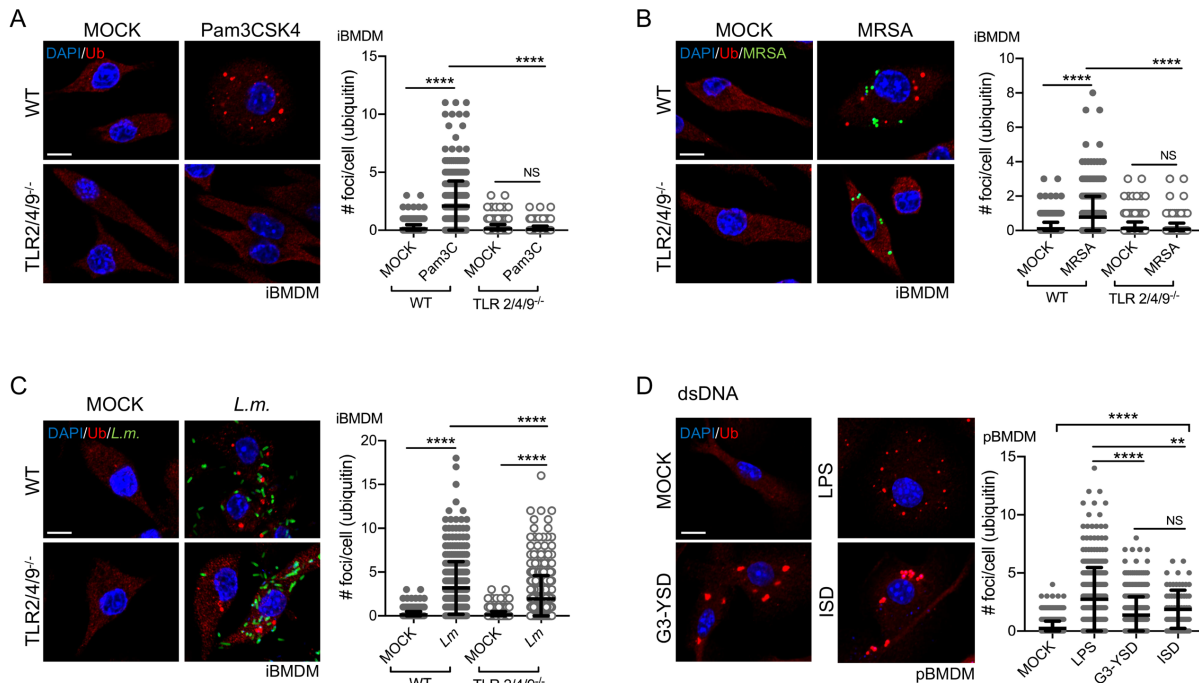 A
MOCK
Pam3CSK4
DAPI/Ub
WT
TLR2/4/9-/-
iBMDM
iBMDM
# foci/cell (ubiquitin)
15
10
5
0
****
****
NS
MOCK
Pam3C
MOCK
Pam3C
WT
TLR 2/4/9-/-
B
MOCK
MRSA
DAPI/Ub/MRSA
WT
TLR2/4/9-/-
iBMDM
iBMDM
# foci/cell (ubiquitin)
10
8
6
4
2
0
****
****
NS
MOCK
MRSA
MOCK
MRSA
WT
TLR 2/4/9-/-
C
MOCK
L.m.
DAPI/Ub/L.m.
WT
TLR2/4/9-/-
iBMDM
iBMDM
# foci/cell (ubiquitin)
20
15
10
5
0
****
****
****
MOCK
Lm
MOCK
Lm
WT
TLR 2/4/9-/-
D
dsDNA
DAPI/Ub
MOCK
LPS
G3-YSD
ISD
pBMDM
pBMDM
# foci/cell (ubiquitin)
15
10
5
0
****
**
****
NS
MOCK
LPS
G3-YSD
ISD